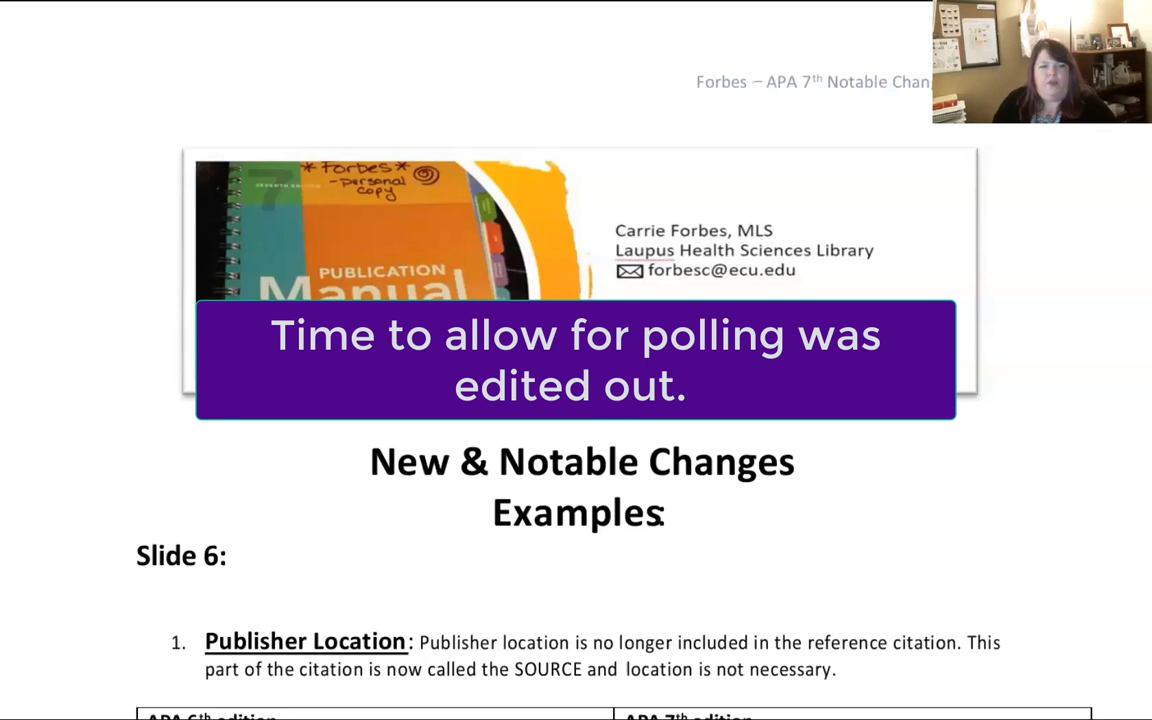 Forbes – APA 7th Notable Chan
* Forbes *
- personal
copy
SEVENTH EDITION
7
PUBLICATION
Manual
Carrie Forbes, MLS
Laupus Health Sciences Library
forbesc@ecu.edu
Time to allow for polling was
edited out.
New & Notable Changes
Examples:
Slide 6:
1. Publisher Location: Publisher location is no longer included in the reference citation. This
part of the citation is now called the SOURCE and location is not necessary.
APA 6th edition
APA 7th edition